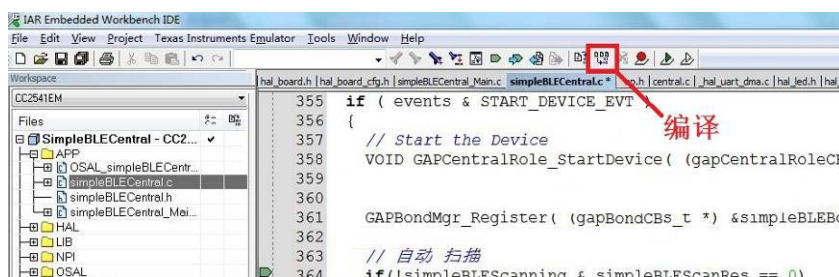 IAR Embedded Workbench IDE
File Edit View Project Texas Instruments Emulator Tools Window Help
Workspace
hal_board.h | hal_board_cfg.h | simpleBLECentral_Main.c simpleBLECentral.c * | central.c | _hal_uart_dma.c | hal_led.h | hal
CC2541EM
Files
SimpleBLECentral - CC2...
APP
OSAL_simpleBLECentr...
simpleBLECentral.c
simpleBLECentral.h
simpleBLECentral_Mai...
HAL
LIB
NPI
OSAL
355 if ( events & START_DEVICE_EVT )
编译
356 {
357 // Start the Device
358 VOID GAPCentralRole_StartDevice( (gapCentralRoleCB
359
360
361 GAPBondMgr_Register( (gapBondCBs_t *) &simpleBLEBo
362
363 // 自动 扫描
364 if(!simpleBLEScanning & simpleBLEScanRes == 0)